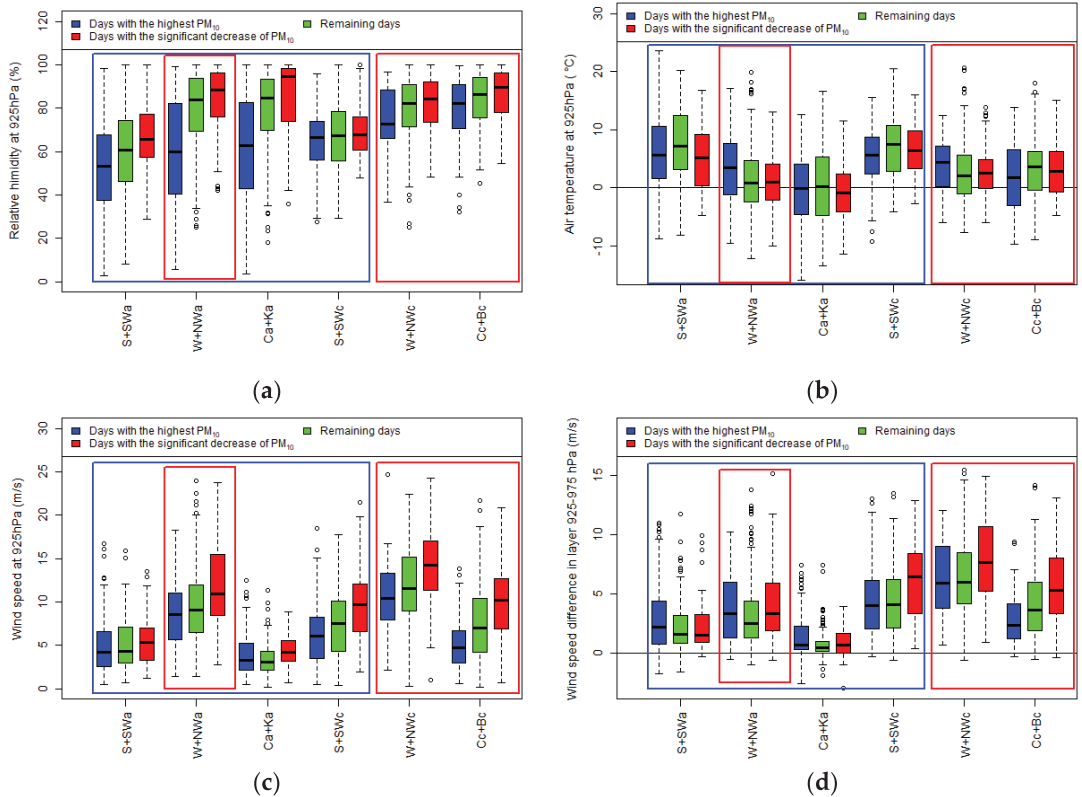 Days with the highest PM10
Remaining days
Days with the significant decrease of PM10
Relative himidity at 925hPa (%)
120
100
80
60
40
20
0
S+SWa
W+NWa
Ca+Ka
S+SWc
W+NWc
Cc+Bc
(a)
Days with the highest PM10
Remaining days
Days with the significant decrease of PM10
Air temperature at 925hPa ( °C)
30
20
10
0
-10
S+SWa
W+NWa
Ca+Ka
S+SWc
W+NWc
Cc+Bc
(b)
Days with the highest PM10
Remaining days
Days with the significant decrease of PM10
Wind speed at 925hPa (m/s)
30
25
20
15
10
5
0
S+SWa
W+NWa
Ca+Ka
S+SWc
W+NWc
Cc+Bc
(c)
Days with the highest PM10
Remaining days
Days with the significant decrease of PM10
Wind speed difference in layer 925-975 hPa (m/s)
15
10
5
0
S+SWa
W+NWa
Ca+Ka
S+SWc
W+NWc
Cc+Bc
(d)